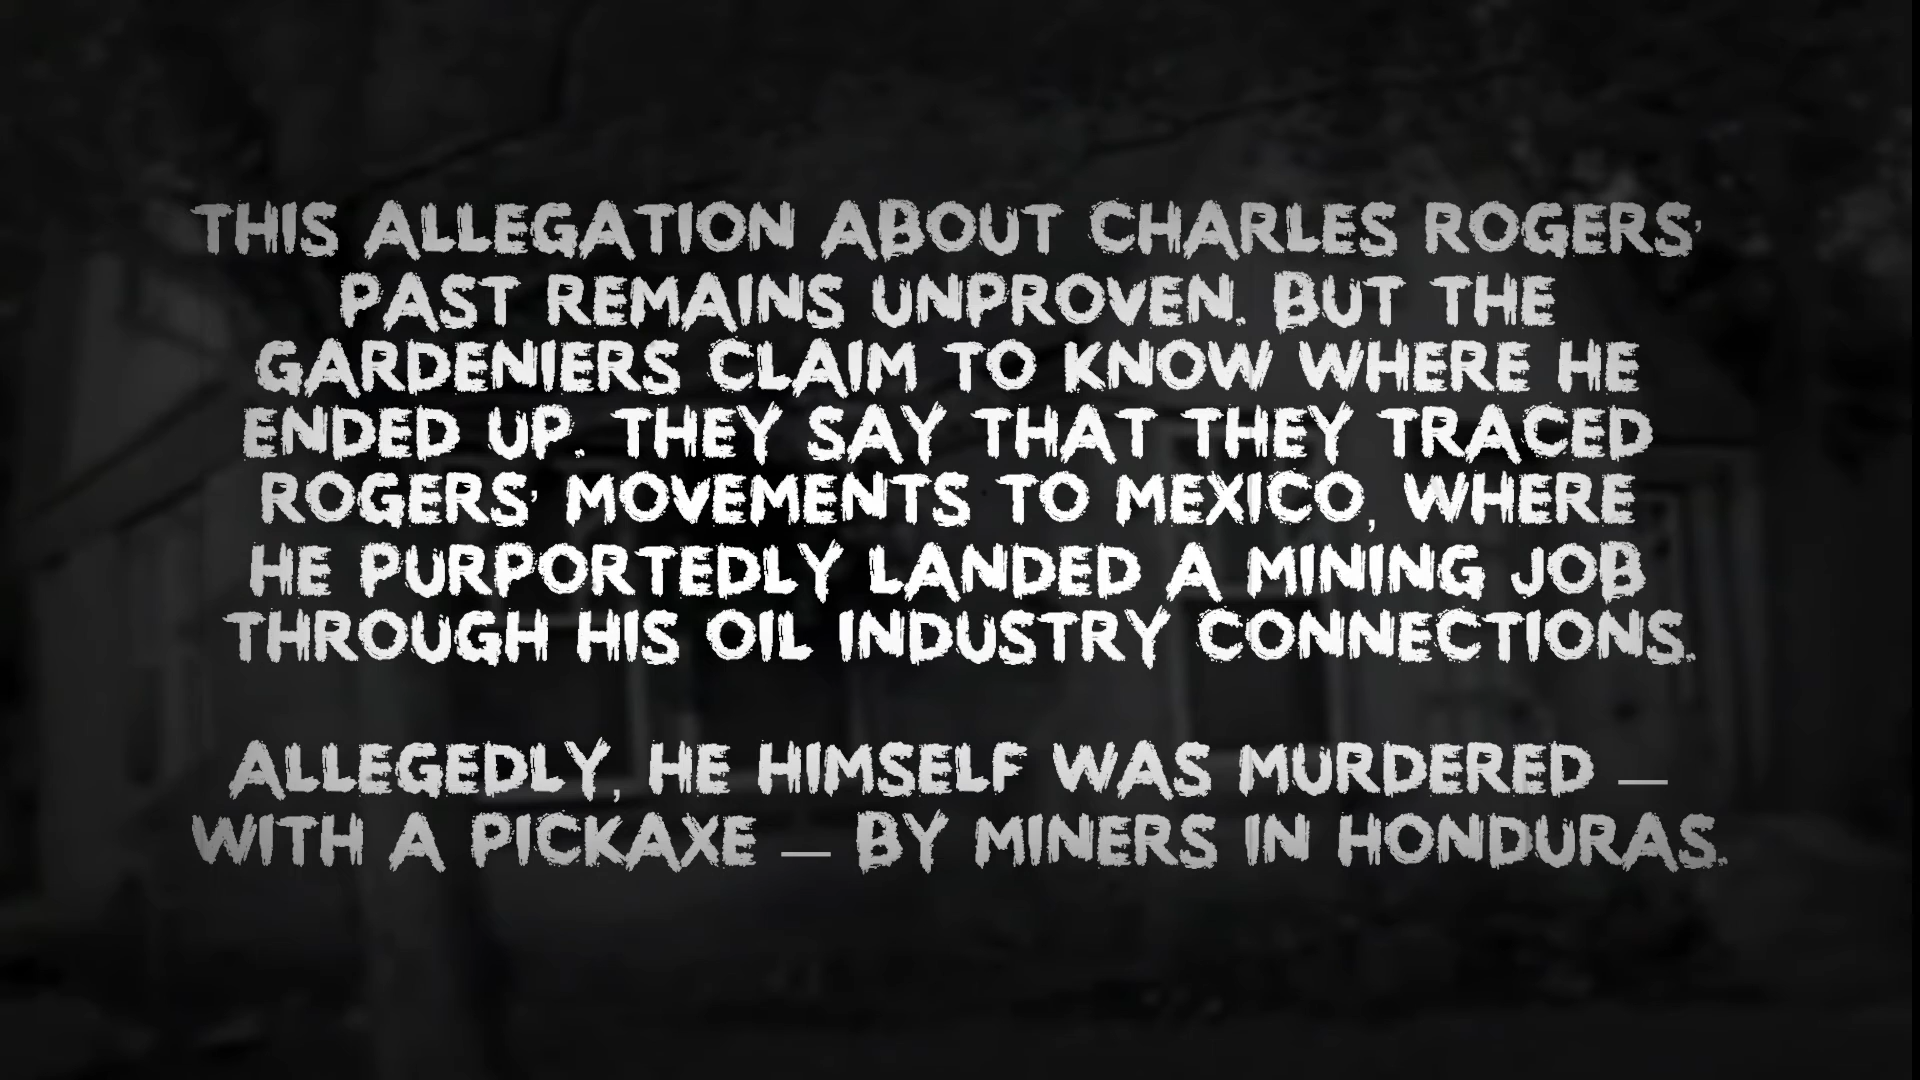 THIS ALLEGATION ABOUT CHARLES ROGERS'
PAST REMAINS UNPROVEN. BUT THE
GARDENIERS CLAIM TO KNOW WHERE HE
ENDED UP. THEY SAY THAT THEY TRACED
ROGERS' MOVEMENTS TO MEXICO, WHERE
HE PURPORTEDLY LANDED A MINING JOB
THROUGH HIS OIL INDUSTRY CONNECTIONS.
ALLEGEDLY, HE HIMSELF WAS MURDERED —
WITH A PICKAXE — BY MINERS IN HONDURAS.